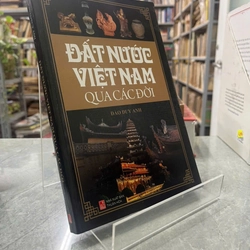 ĐẤT NƯỚC
VIỆT NAM
QUA CÁC ĐỜI
ĐÀO DUY ANH